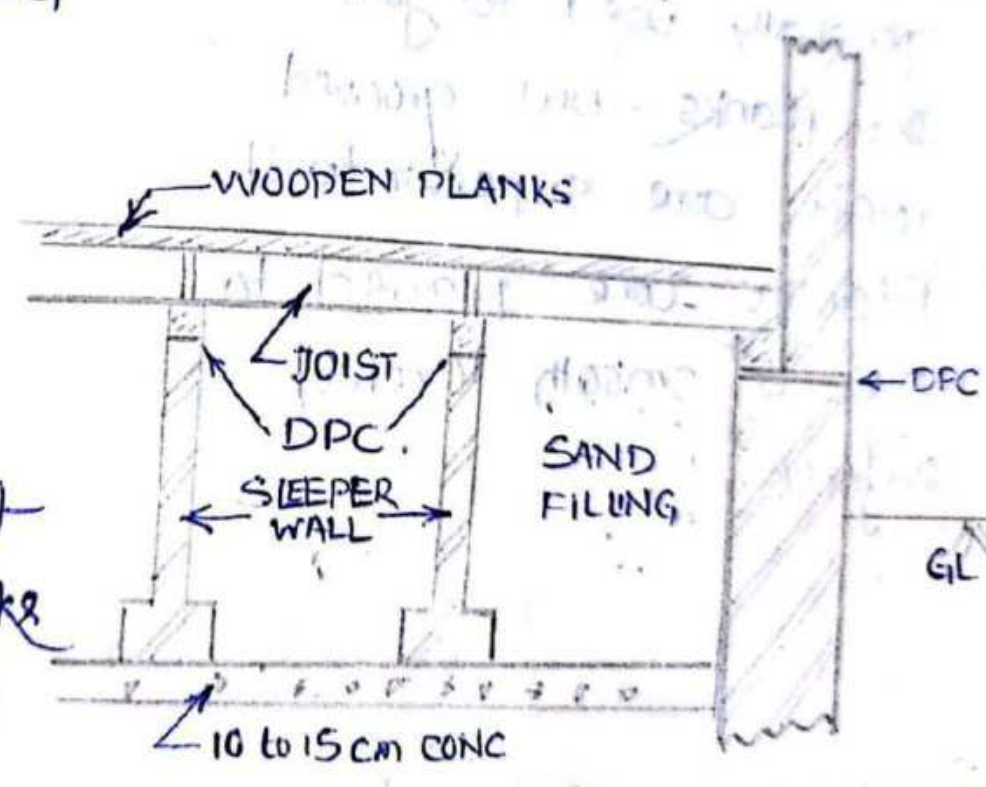 WOODEN PLANKS
JOIST
DPC
DPC.
SLEEPER
WALL
SAND
FILLING
GL
10 to 15 cm CONC